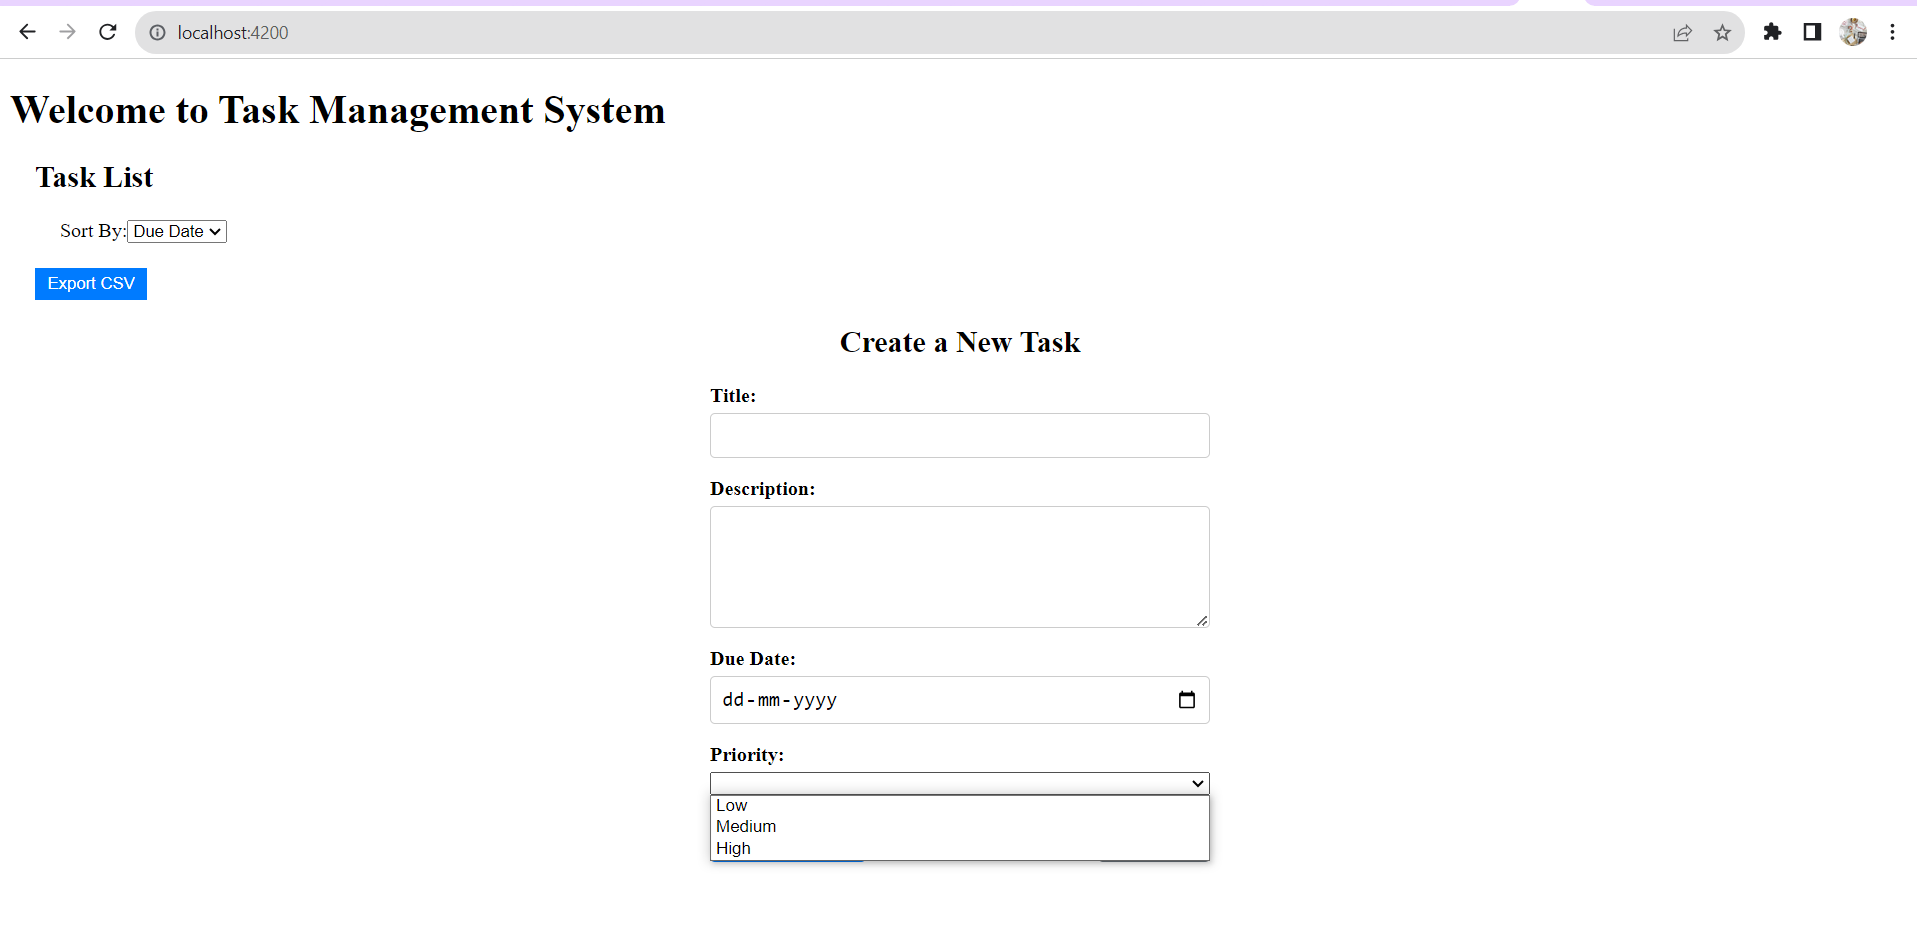 localhost:4200
Welcome to Task Management System
Task List
Sort By: Due Date
Export CSV
Create a New Task
Title:
Description:
Due Date:
dd-mm-yyyy
Priority:
Low
Medium
High